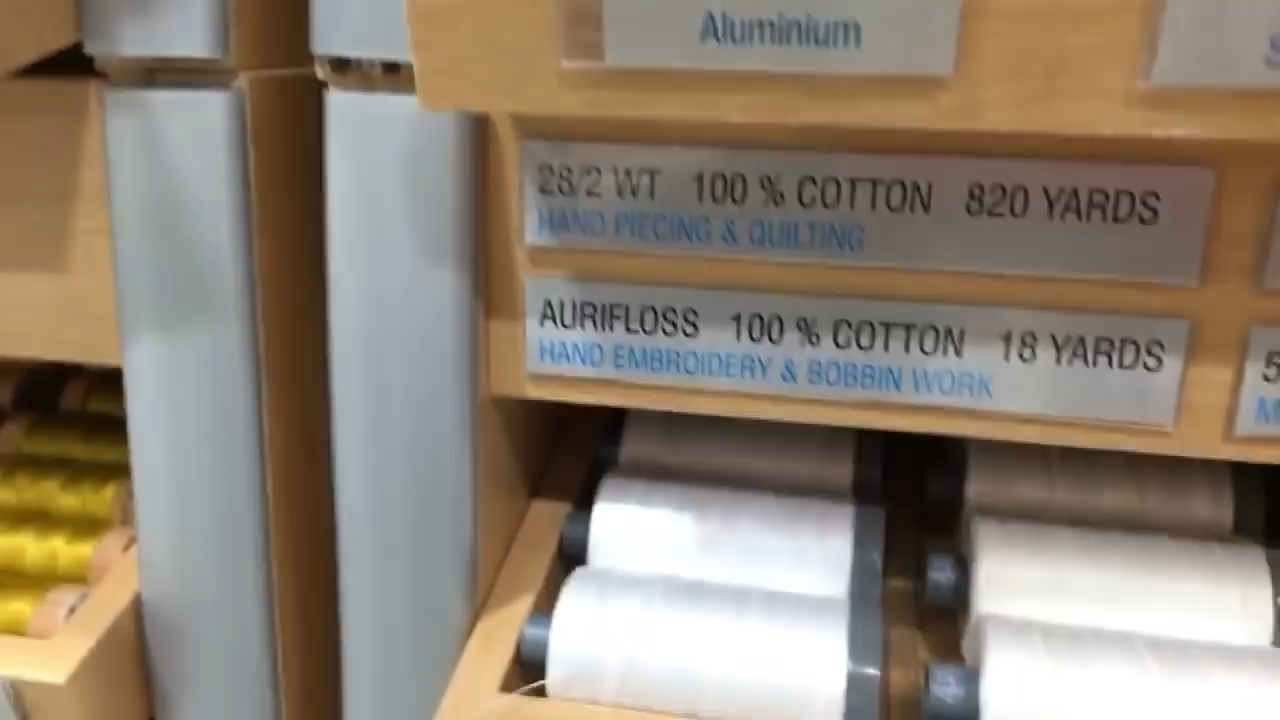 Aluminium
28/2 WT 100 % COTTON 820 YARDS
HAND PIECING & QUILTING
AURIFLOSS 100 % COTTON 18 YARDS
HAND EMBROIDERY & BOBBIN WORK